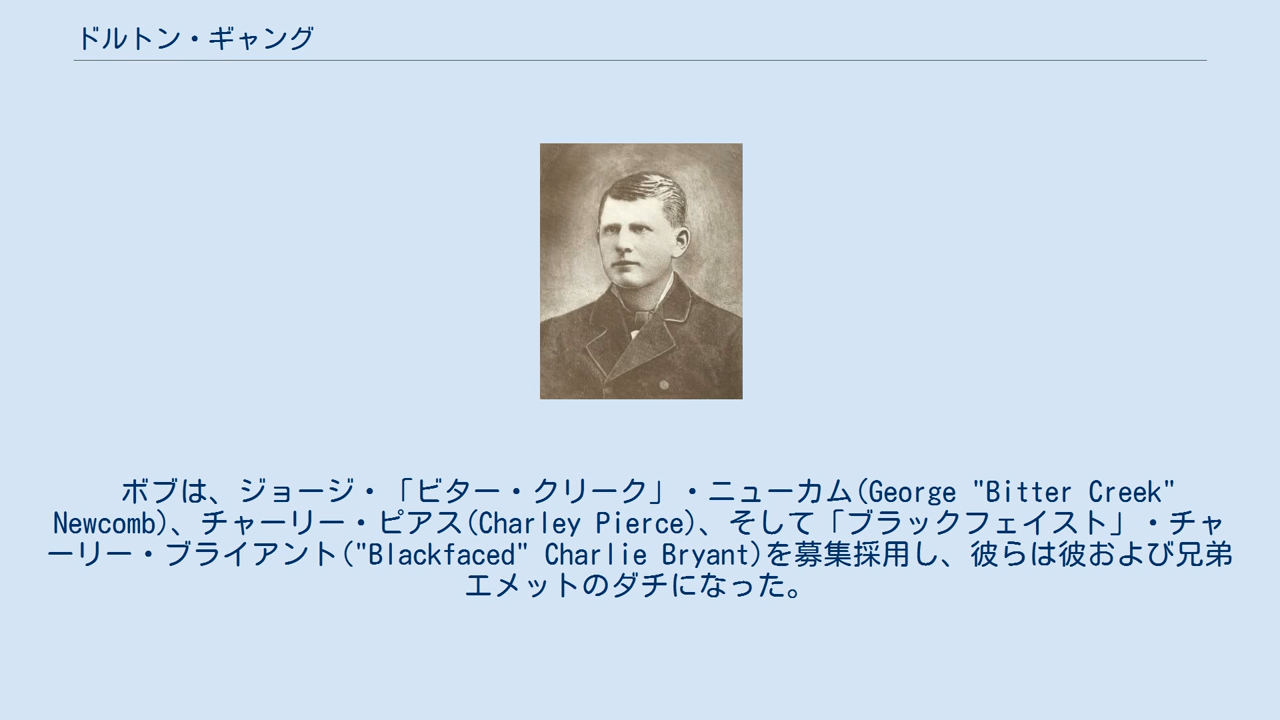 ドルトン・ギャング
ボブは、ジョージ・「ビター・クリーク」・ニューカム(George "Bitter Creek"
Newcomb)、チャーリー・ピアス(Charley Pierce)、そして「ブラックフェイスト」・チャ
ーリー・ブライアント("Blackfaced" Charlie Bryant)を募集採用し、彼らは彼および兄弟
エメットのダチになった。